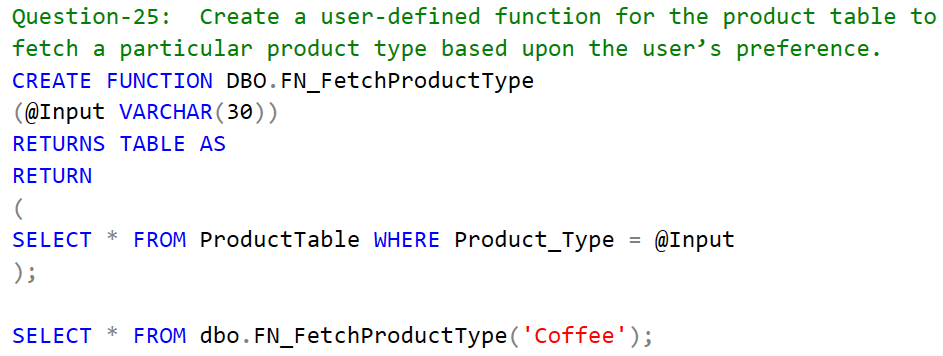 Question-25:  Create a user-defined function for the product table to
fetch a particular product type based upon the user’s preference.
CREATE FUNCTION DBO.FN_FetchProductType
(@Input VARCHAR(30))
RETURNS TABLE AS
RETURN
(
SELECT * FROM ProductTable WHERE Product_Type = @Input
);
SELECT * FROM dbo.FN_FetchProductType('Coffee');